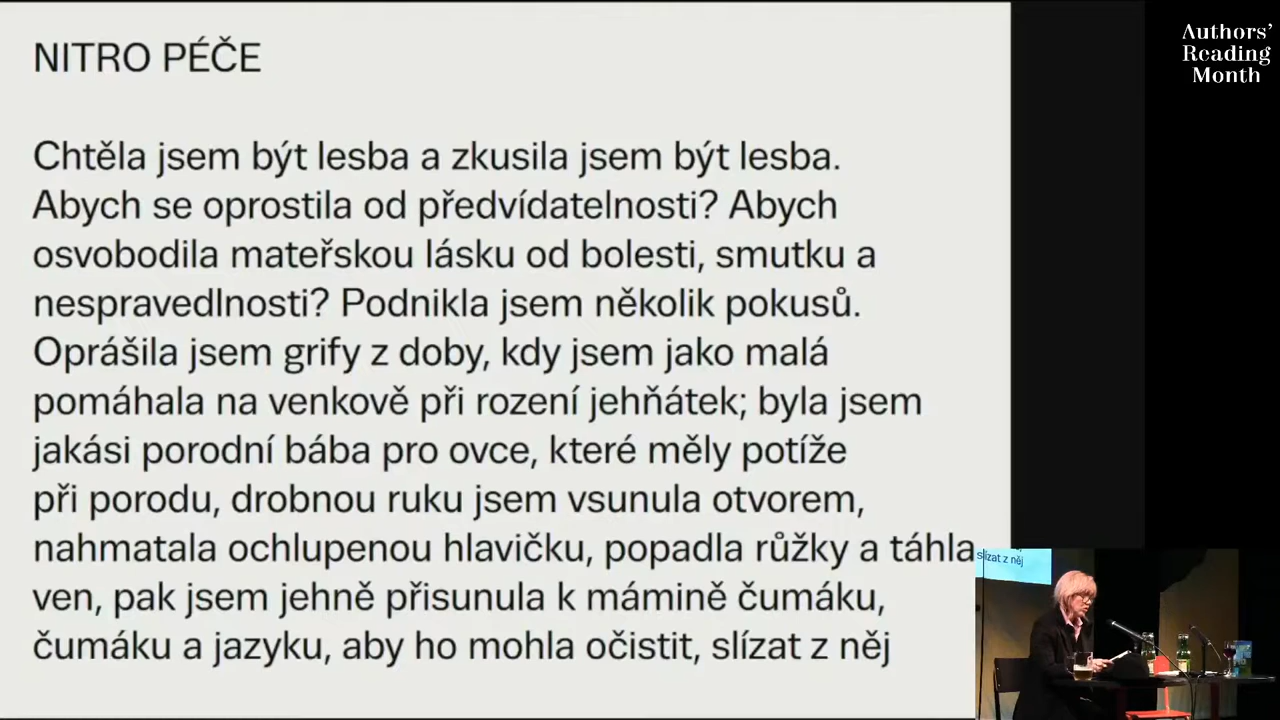 NITRO PÉČE
Chtěla jsem být lesba a zkusila jsem být lesba.
Abych se oprostila od předvídatelnosti? Abych
osvobodila mateřskou lásku od bolesti, smutku a
nespravedlnosti? Podnikla jsem několik pokusů.
Oprášila jsem grify z doby, kdy jsem jako malá
pomáhala na venkově při rození jehňátek; byla jsem
jakási porodní bába pro ovce, které měly potíže
při porodu, drobnou ruku jsem vsunula otvorem,
nahmatala ochlupenou hlavičku, popadla růžky a táhla
ven, pak jsem jehně přisunula k mámině čumáku,
čumáku a jazyku, aby ho mohla očistit, slízat z něj
Authors’
Reading
Month
slízat z něj